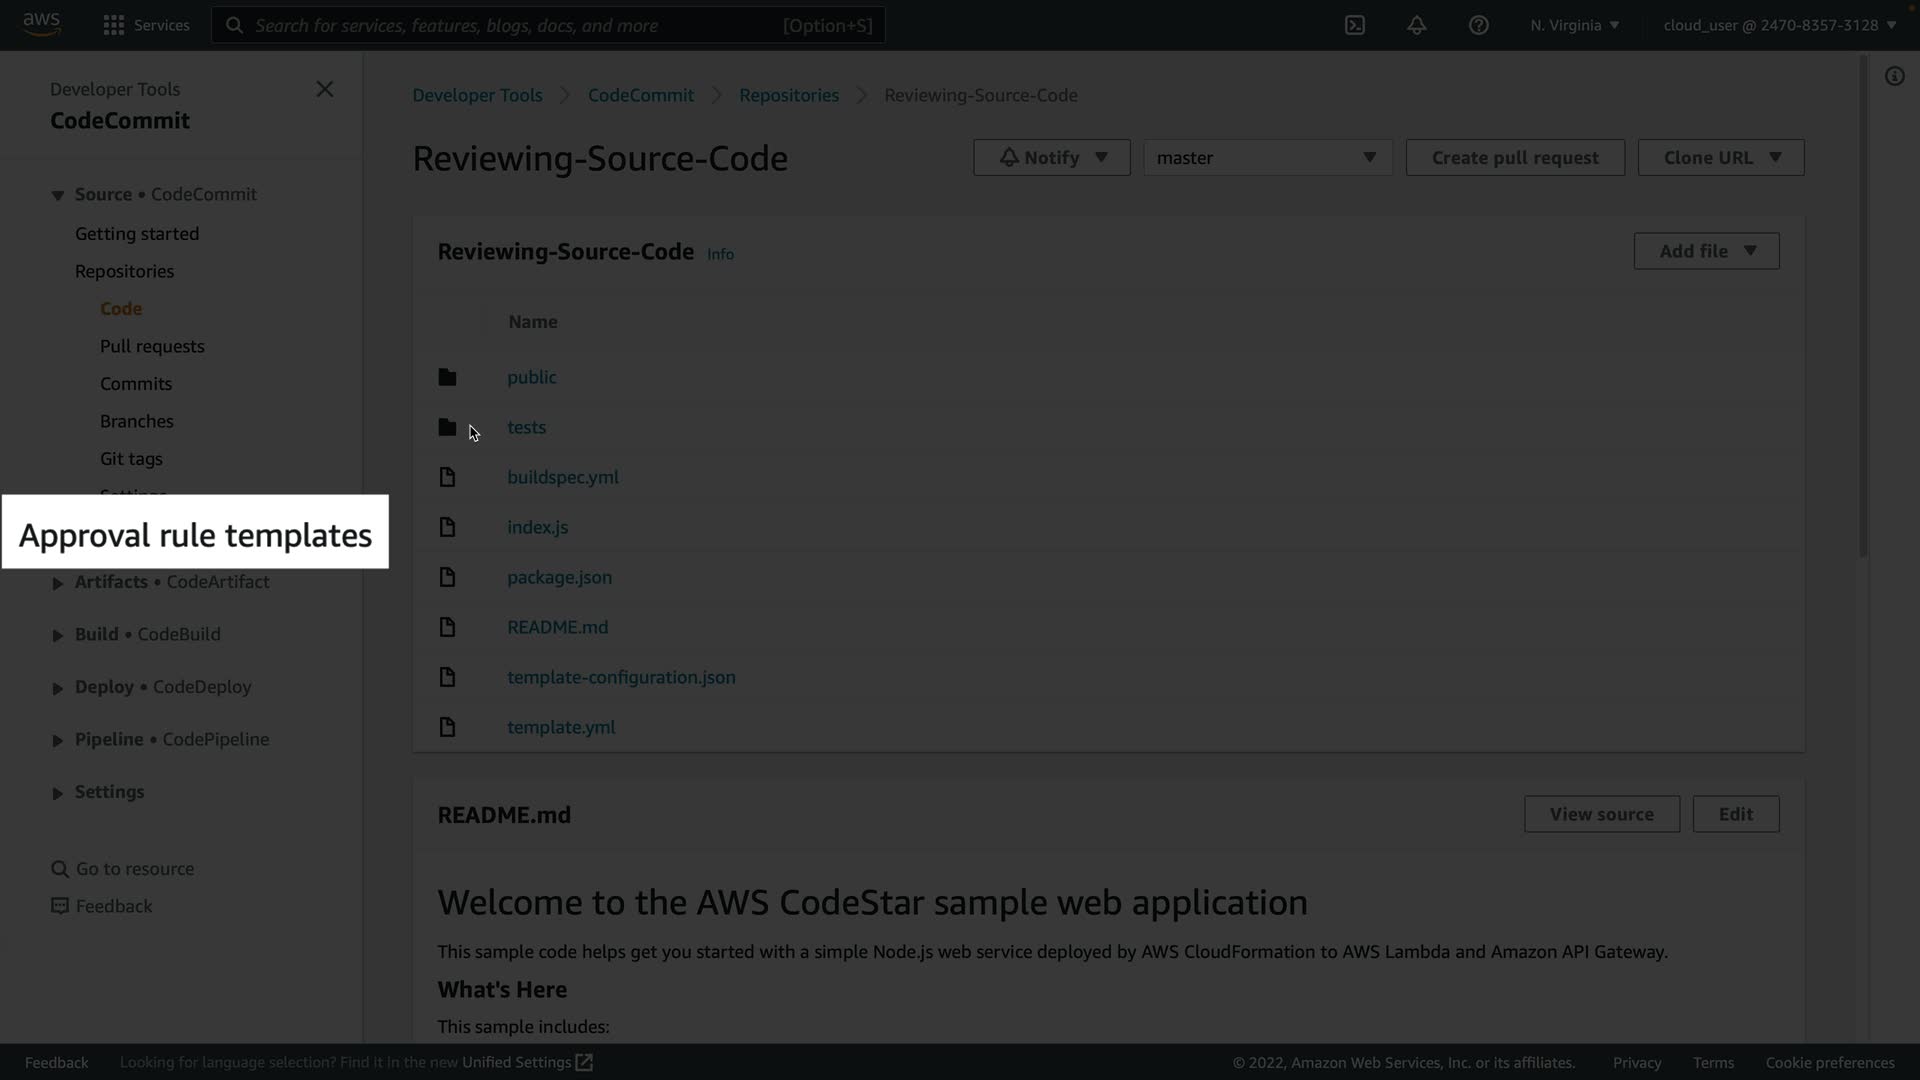 aws
Services
Search for services, features, blogs, docs, and more
[Option+S]
N. Virginia
cloud_user @ 2470-8357-3128
Developer Tools
CodeCommit
Source • CodeCommit
Getting started
Repositories
Code
Pull requests
Commits
Branches
Git tags
Settings
Approval rule templates
Artifacts • CodeArtifact
Build • CodeBuild
Deploy • CodeDeploy
Pipeline • CodePipeline
Settings
Go to resource
Feedback
Developer Tools
CodeCommit
Repositories
Reviewing-Source-Code
Reviewing-Source-Code
Notify
master
Create pull request
Clone URL
Reviewing-Source-Code Info
Add file
Name
public
tests
buildspec.yml
index.js
package.json
README.md
template-configuration.json
template.yml
README.md
View source
Edit
Welcome to the AWS CodeStar sample web application
This sample code helps get you started with a simple Node.js web service deployed by AWS CloudFormation to AWS Lambda and Amazon API Gateway.
What's Here
This sample includes:
Feedback
Looking for language selection? Find it in the new Unified Settings
© 2022, Amazon Web Services, Inc. or its affiliates.
Privacy
Terms
Cookie preferences